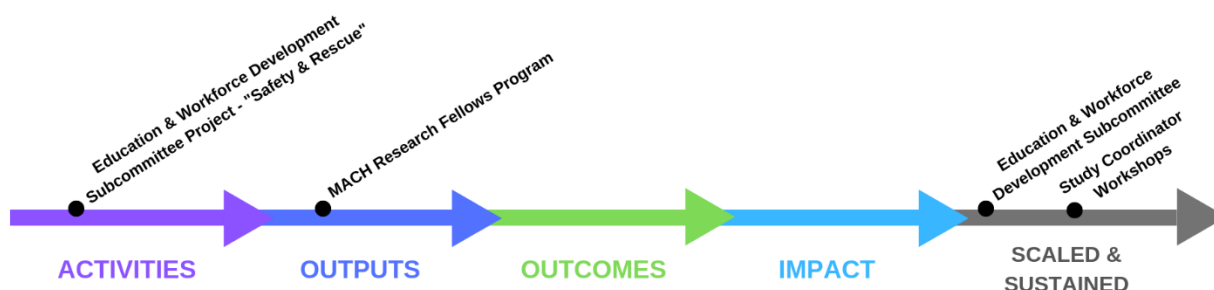 Education & Workforce Development
Subcommittee Project - "Safety & Rescue"
MACH Research Fellows Program
Education & Workforce
Development Subcommittee
Study Coordinator
Workshops
ACTIVITIES
OUTPUTS
OUTCOMES
IMPACT
SCALED &
SUSTAINED